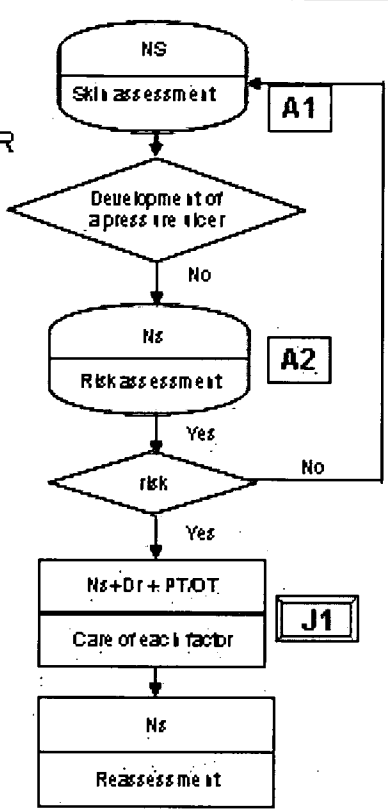 NS
Skin assessment
A1
R
Development of
a pressure ulcer
No
Ns
Risk assessment
A2
Yes
risk
No
Yes
Ns+Dr + PT/OT
Care of each factor
J1
Ns
Reassessment